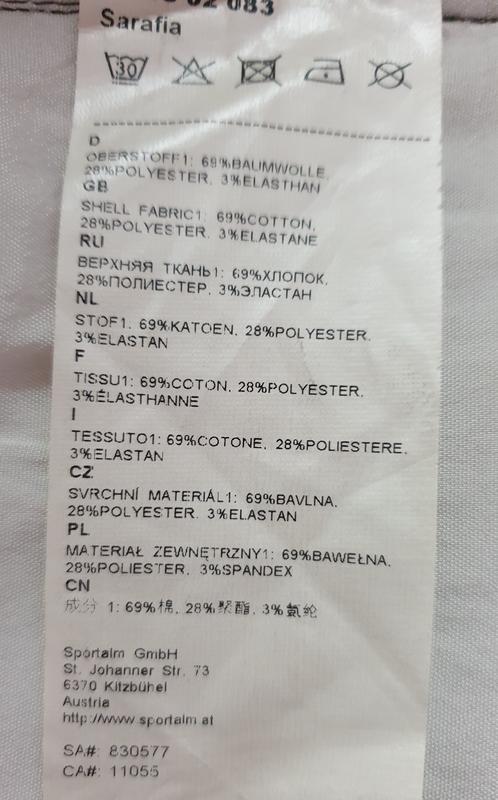 02 083
Sarafia
30
D
OBERSTOFF1: 69%BAUMWOLLE,
28%POLYESTER, 3%ELASTHAN
GB
SHELL FABRIC1: 69%COTTON,
28%POLYESTER, 3%ELASTANE
RU
ВЕРХНЯЯ ТКАНЬ1: 69%ХЛОПОК,
28%ПОЛИЕСТЕР, 3%ЭЛАСТАН
NL
STOF1: 69%KATOEN, 28%POLYESTER,
3%ELASTAN
F
TISSU1: 69%COTON, 28%POLYESTER,
3%ÉLASTHANNE
I
TESSUTO1: 69%COTONE, 28%POLIESTERE,
3%ELASTAN
CZ
SVRCHNÍ MATERIÁL1: 69%BAVLNA,
28%POLYESTER, 3%ELASTAN
PL
MATERIAŁ ZEWNĘTRZNY1: 69%BAWEŁNA,
28%POLIESTER, 3%SPANDEX
CN
成分 1: 69%棉, 28%聚酯, 3%氨纶
Sportalm GmbH
St. Johanner Str. 73
6370 Kitzbühel
Austria
http://www.sportalm.at
SA#: 830577
CA#: 11055